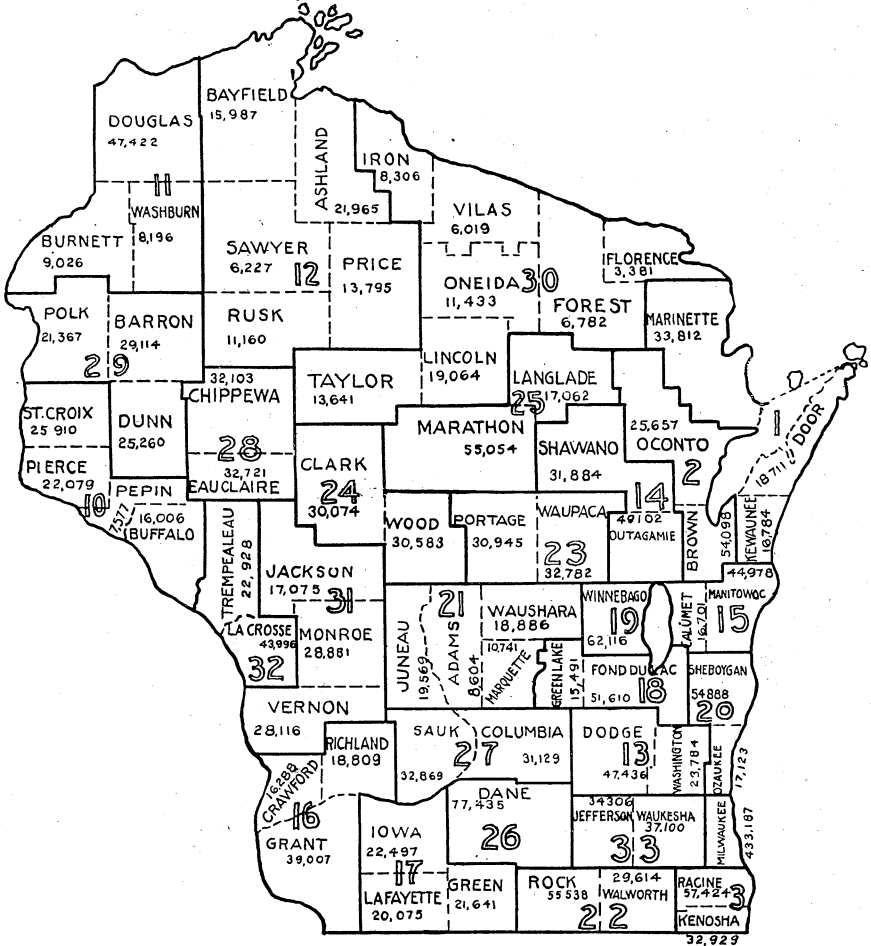 BAYFIELD
15,987
DOUGLAS
47,422
ASHLAND
21,965
IRON
8,306
11
WASHBURN
8,196
VILAS
6,019
BURNETT
9,026
SAWYER
6,227
12
PRICE
13,795
FLORENCE
3,381
ONEIDA
11,433
30
FOREST
6,782
POLK
21,367
BARRON
29,114
29
RUSK
11,160
MARINETTE
33,812
LINCOLN
19,064
TAYLOR
13,641
LANGLADE
17,062
25
32,103
CHIPPEWA
28
32,721
EAU CLAIRE
ST. CROIX
25 910
DUNN
25,260
MARATHON
55,054
SHAWANO
31,884
25,657
OCONTO
2
1
DOOR
18,711
PIERCE
22,079
10
PEPIN
7,577
16,006
BUFFALO
CLARK
24
30,074
14
WOOD
30,583
PORTAGE
30,945
WAUPACA
23
32,782
49102
OUTAGAMIE
BROWN
54,098
KEWAUNEE
16,784
TREMPEALEAU
22,928
JACKSON
17,075
31
44,978
MANITOWOC
15
21
WAUSHARA
18,886
WINNEBAGO
19
62,116
CALUMET
16,701
LA CROSSE
43,996
32
MONROE
28,881
JUNEAU
19,569
ADAMS
8,604
10,741
MARQUETTE
GREEN LAKE
15,491
FOND DU LAC
18
51,610
SHEBOYGAN
54888
20
VERNON
28,116
RICHLAND
18,809
SAUK
32,869
27
COLUMBIA
31,129
DODGE
13
47,436
WASHINGTON
23,784
OZAUKEE
17,123
16,288
CRAWFORD
16
GRANT
39,007
DANE
77,435
26
34306
JEFFERSON
WAUKESHA
37,100
33
MILWAUKEE
433,187
IOWA
22,497
17
LAFAYETTE
20,075
GREEN
21,641
ROCK
55538
29,614
WALWORTH
22
RACINE
57,424
3
KENOSHA
32,929